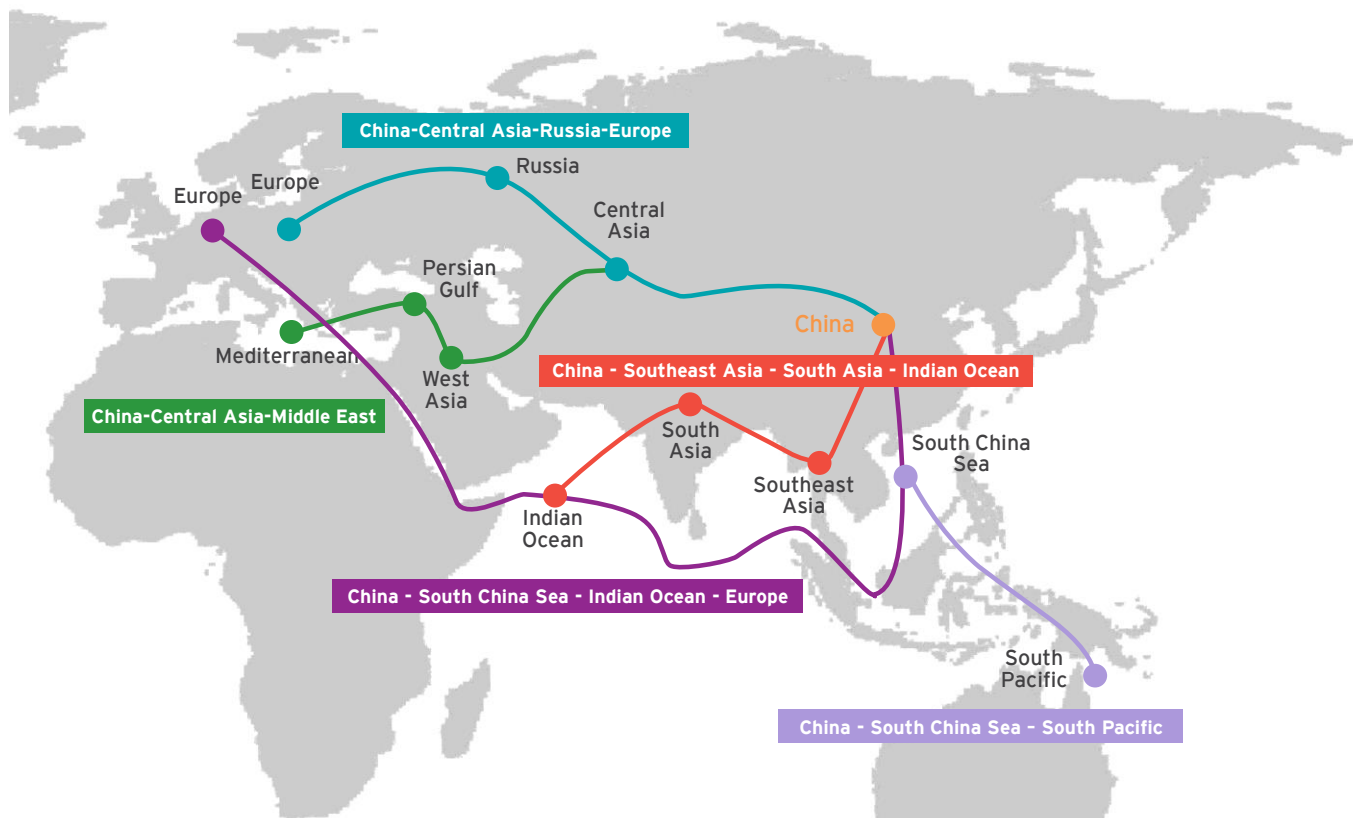 China-Central Asia-Russia-Europe
Russia
Europe
Europe
Central
Asia
Persian
Gulf
China
Mediterranean
West
Asia
China - Southeast Asia - South Asia - Indian Ocean
China-Central Asia-Middle East
South
Asia
South China
Sea
Southeast
Asia
Indian
Ocean
China - South China Sea - Indian Ocean - Europe
South
Pacific
China - South China Sea – South Pacific